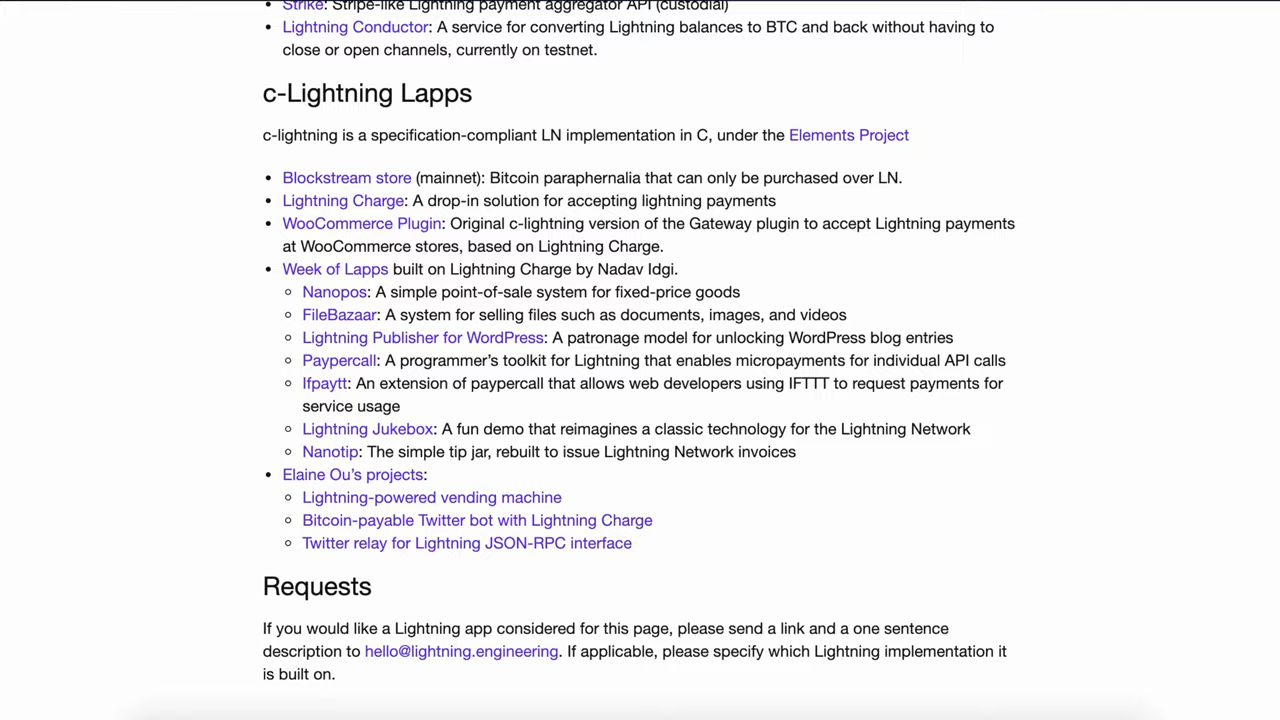 Strike: Stripe-like Lightning payment aggregator API (custodial)
Lightning Conductor: A service for converting Lightning balances to BTC and back without having to
close or open channels, currently on testnet.
c-Lightning Lapps
c-lightning is a specification-compliant LN implementation in C, under the Elements Project
Blockstream store (mainnet): Bitcoin paraphernalia that can only be purchased over LN.
Lightning Charge: A drop-in solution for accepting lightning payments
WooCommerce Plugin: Original c-lightning version of the Gateway plugin to accept Lightning payments
at WooCommerce stores, based on Lightning Charge.
Week of Lapps built on Lightning Charge by Nadav Idgi.
Nanopos: A simple point-of-sale system for fixed-price goods
FileBazaar: A system for selling files such as documents, images, and videos
Lightning Publisher for WordPress: A patronage model for unlocking WordPress blog entries
Paypercall: A programmer's toolkit for Lightning that enables micropayments for individual API calls
Ifpaytt: An extension of paypercall that allows web developers using IFTTT to request payments for
service usage
Lightning Jukebox: A fun demo that reimagines a classic technology for the Lightning Network
Nanotip: The simple tip jar, rebuilt to issue Lightning Network invoices
Elaine Ou's projects:
Lightning-powered vending machine
Bitcoin-payable Twitter bot with Lightning Charge
Twitter relay for Lightning JSON-RPC interface
Requests
If you would like a Lightning app considered for this page, please send a link and a one sentence
description to hello@lightning.engineering. If applicable, please specify which Lightning implementation it
is built on.